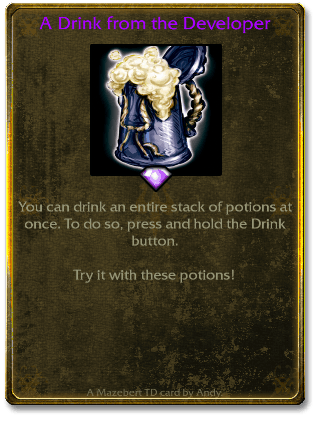 A Drink from the Developer
You can drink an entire stack of potions at
once. To do so, press and hold the Drink
button.
Try it with these potions!
A Mazebert TD card by Andy.